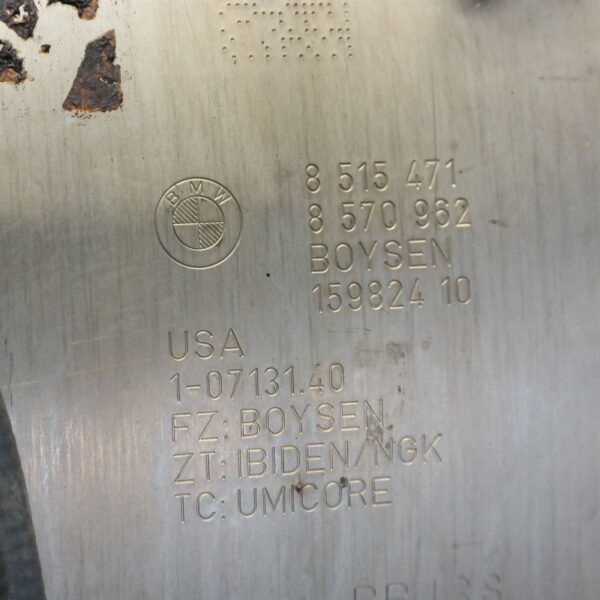 8 515 471
8 570 962
BMW
BOYSEN
159824 10
USA
1-07131.40
FZ: BOYSEN
ZT: IBIDEN/NGK
TC: UMICORE